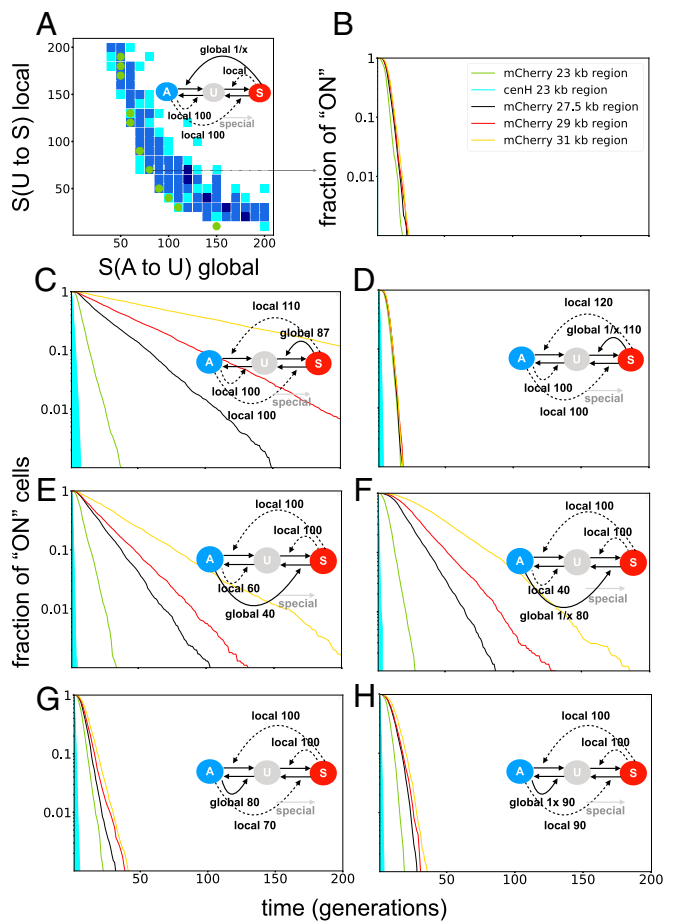 A
B
S(U to S) local
200
150
100
50
50
100
150
200
S(A to U) global
global 1/x
local
A
U
S
local 100
special
local 100
fraction of “ON”
1
0.1
0.01
mCherry 23 kb region
cenH 23 kb region
mCherry 27.5 kb region
mCherry 29 kb region
mCherry 31 kb region
C
1
0.1
0.01
local 110
global 87
A
U
S
local 100
special
local 100
D
local 120
global 1/x.110
A
U
S
local 100
special
local 100
fraction of “ON” cells
E
1
0.1
0.01
local 100
local 100
A
U
S
local 60
special
global 40
F
local 100
local 100
A
U
S
local 40
special
global 1/x 80
G
1
0.1
0.01
local 100
local 100
A
U
S
global 80
special
local 70
50
100
150
200
H
local 100
local 100
A
U
S
global 1x 90
special
local 90
50
100
150
200
time (generations)